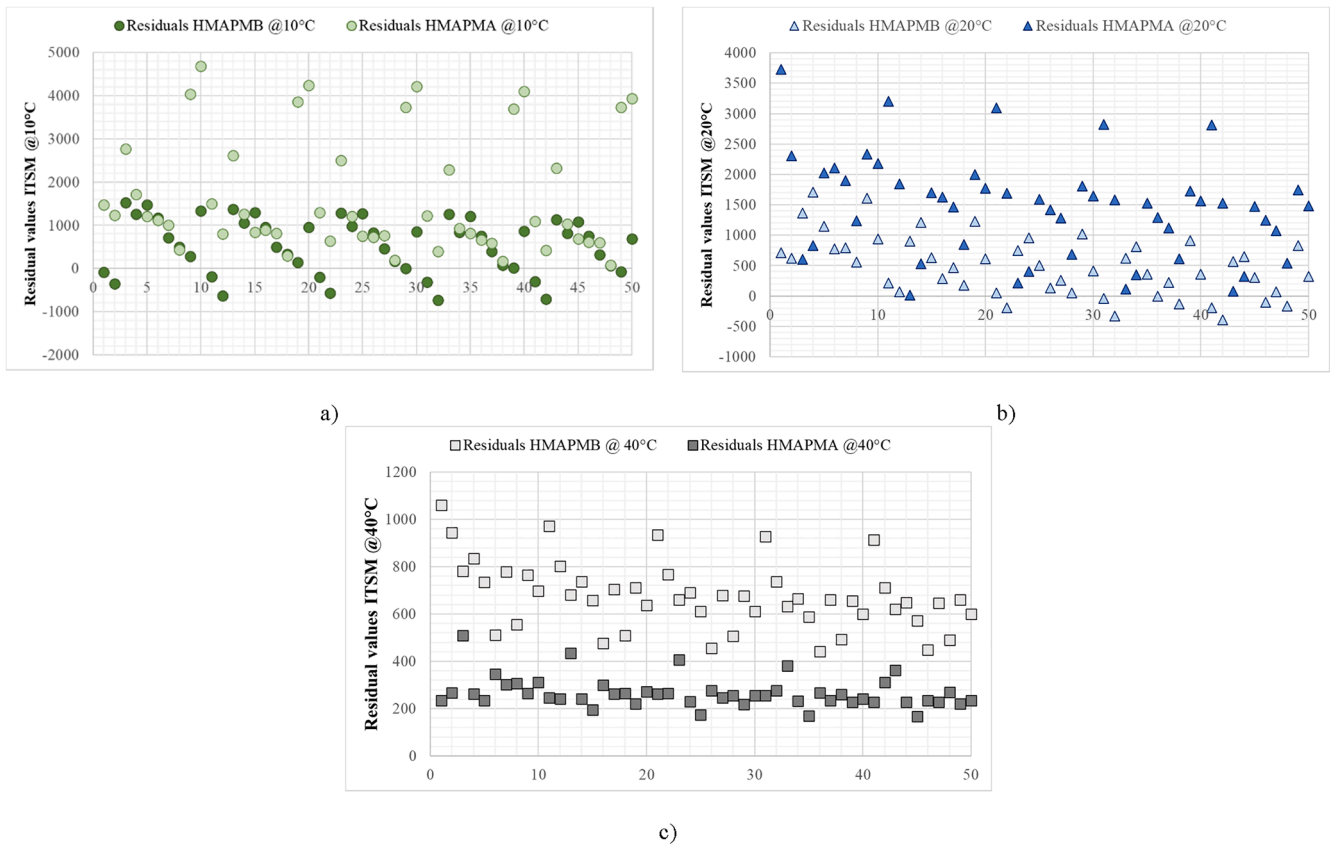 Residuals HMAPMB @10°C Residuals HMAPMA @10°C
5000
4000
3000
2000
1000
0
-1000
-2000
0 5 10 15 20 25 30 35 40 45 50
Residual values ITSM @10°C
a)
Residuals HMAPMB @20°C Residuals HMAPMA @20°C
4000
3500
3000
2500
2000
1500
1000
500
0
-500
-1000
0 10 20 30 40 50
Residual values ITSM @20°C
b)
Residuals HMAPMB @ 40°C Residuals HMAPMA @40°C
1200
1000
800
600
400
200
0
0 10 20 30 40 50
Residual values ITSM @40°C
c)